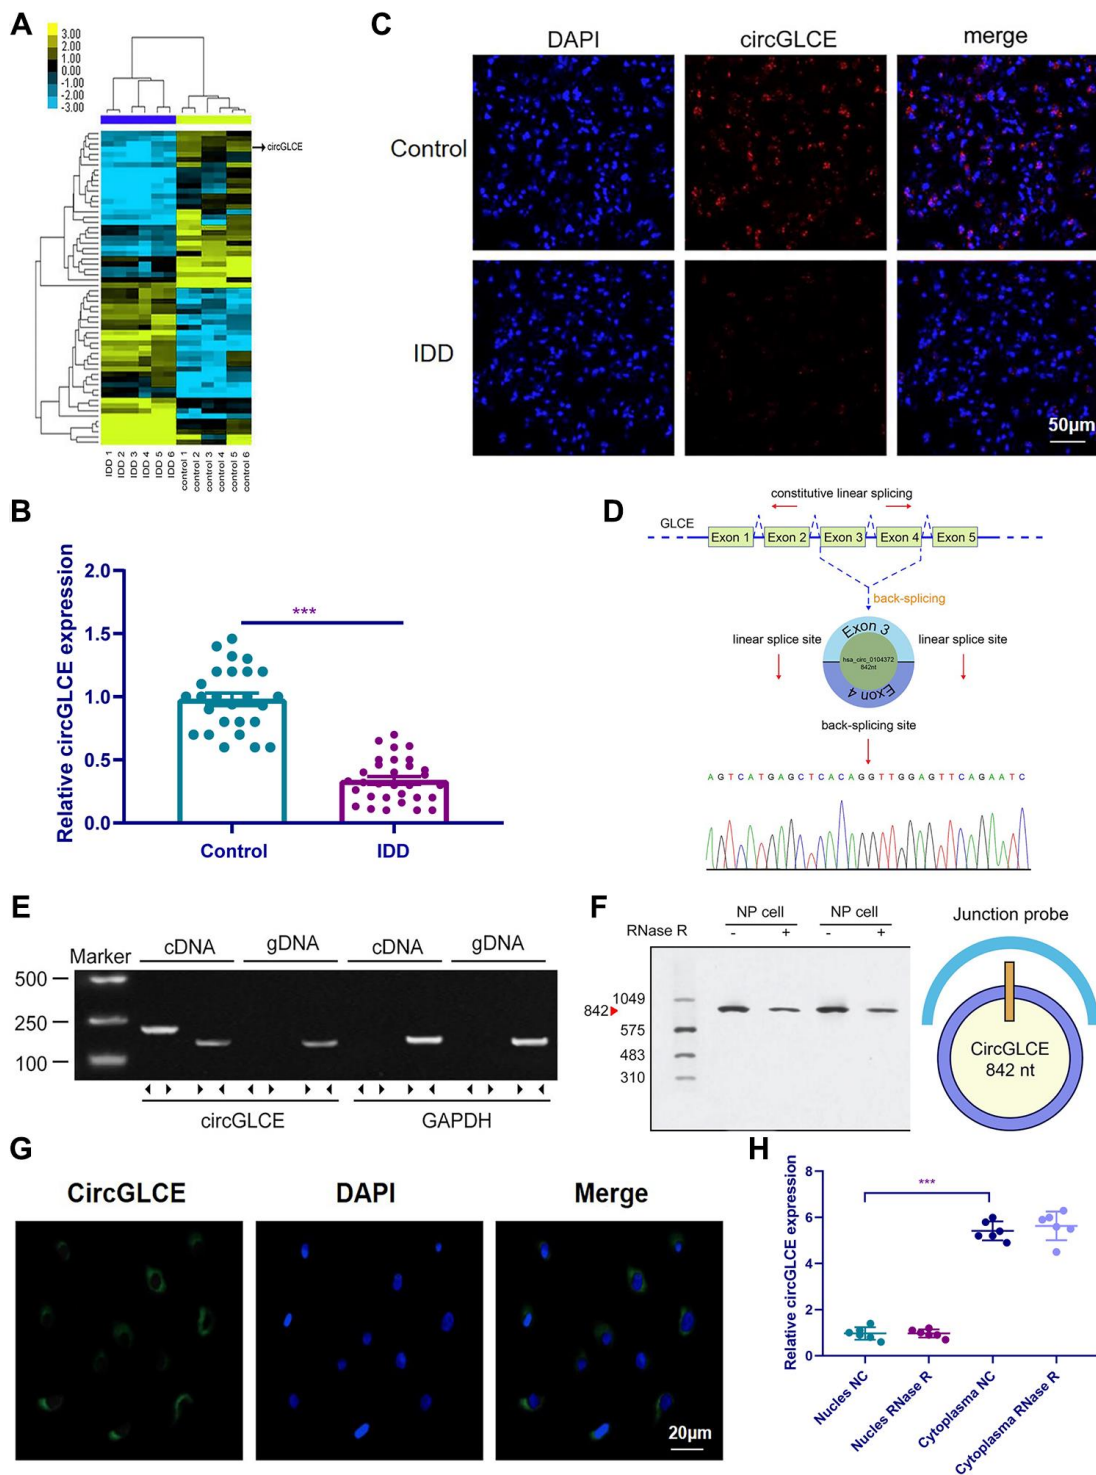 A
3.00
2.00
1.00
0.00
-1.00
-2.00
-3.00
circGLCE
IDD 1
IDD 2
IDD 3
IDD 4
IDD 5
IDD 6
control 1
control 2
control 3
control 4
control 5
control 6
C
DAPI circGLCE merge
Control
IDD
50μm
B
Relative circGLCE expression
2.0
1.5
1.0
0.5
0.0
***
Control IDD
D
constitutive linear splicing
GLCE
Exon 1 Exon 2 Exon 3 Exon 4 Exon 5
back-splicing
linear splice site linear splice site
Exon 3
hsa_circ_0104372
842nt
Exon 4
back-splicing site
AGTCATGAGCTCACAGGTTGGAGTTCAGAATC
E
Marker cDNA gDNA cDNA gDNA
500
250
100
circGLCE GAPDH
F
NP cell NP cell
RNase R - + - +
842
1049
575
483
310
Junction probe
CircGLCE
842 nt
G
CircGLCE DAPI Merge
20μm
H
Relative circGLCE expression
8
6
4
2
0
***
Nucles NC
Nucles RNase R
Cytoplasma NC
Cytoplasma RNase R